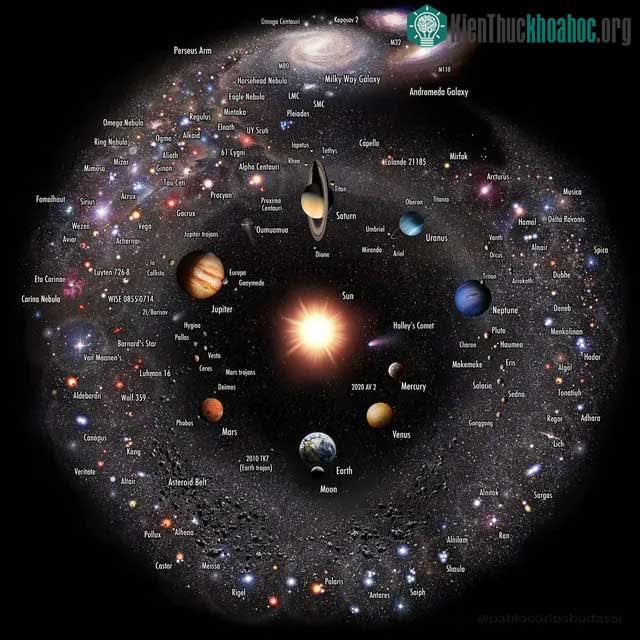 KienThuckhoahoc.org
Omega Centauri
Koposov 2
M32
Perseus Arm
M80
M110
Horsehead Nebula
Milky Way Galaxy
Andromeda Galaxy
Eagle Nebula
LMC
SMC
Mintaka
Pleiades
Regulus
Omega Nebula
Elnath
UY Scuti
Alkaid
Ogma
Ring Nebula
Iapetus
Tethys
Capella
Alioth
61 Cygni
Rhea
Lalande 21185
Mirfak
Mizar
Mimosa
Ginan
Alpha Centauri
Titan
Arcturus
Tau Ceti
Procyon
Fomalhaut
Sirius
Acrux
Gacrux
Proxima
Centauri
Saturn
Oberon
Titania
Musica
Wezen
Vega
'Oumuamua
Umbriel
Uranus
Hamal
Delta Pavonis
Avior
Achernar
Jupiter trojans
Dione
Miranda
Ariel
Vanth
Orcus
Alnair
Spica
Io
Callisto
Europa
Ganymede
Luyten 726-8
Triton
Arrokoth
Dubhe
Eta Carinae
Carina Nebula
WISE 0855-0714
Jupiter
Sun
Neptune
Deneb
2I/Borisov
Hygiea
Pallas
Halley's Comet
Pluto
Charon
Haumea
Menkalinan
Hadar
Barnard's Star
Van Maanen's
Vesta
Ceres
Mars trojans
Makemake
Eris
Algol
Luhman 16
Deimos
2020 AV2
Mercury
Salacia
Sedna
Tonatiuh
Aldebaran
Wolf 359
Phobos
Mars
Venus
Gonggong
Rigor
Adhara
Canopus
Kang
2010 TK7
(Earth trojan)
Earth
Moon
Lich
Veritate
Altair
Asteroid Belt
Alnitak
Sargas
Pollux
Alhena
Alnilam
Ran
Castor
Meissa
Shaula
Rigel
Polaris
Antares
Saiph
@pablocarlosbudassi